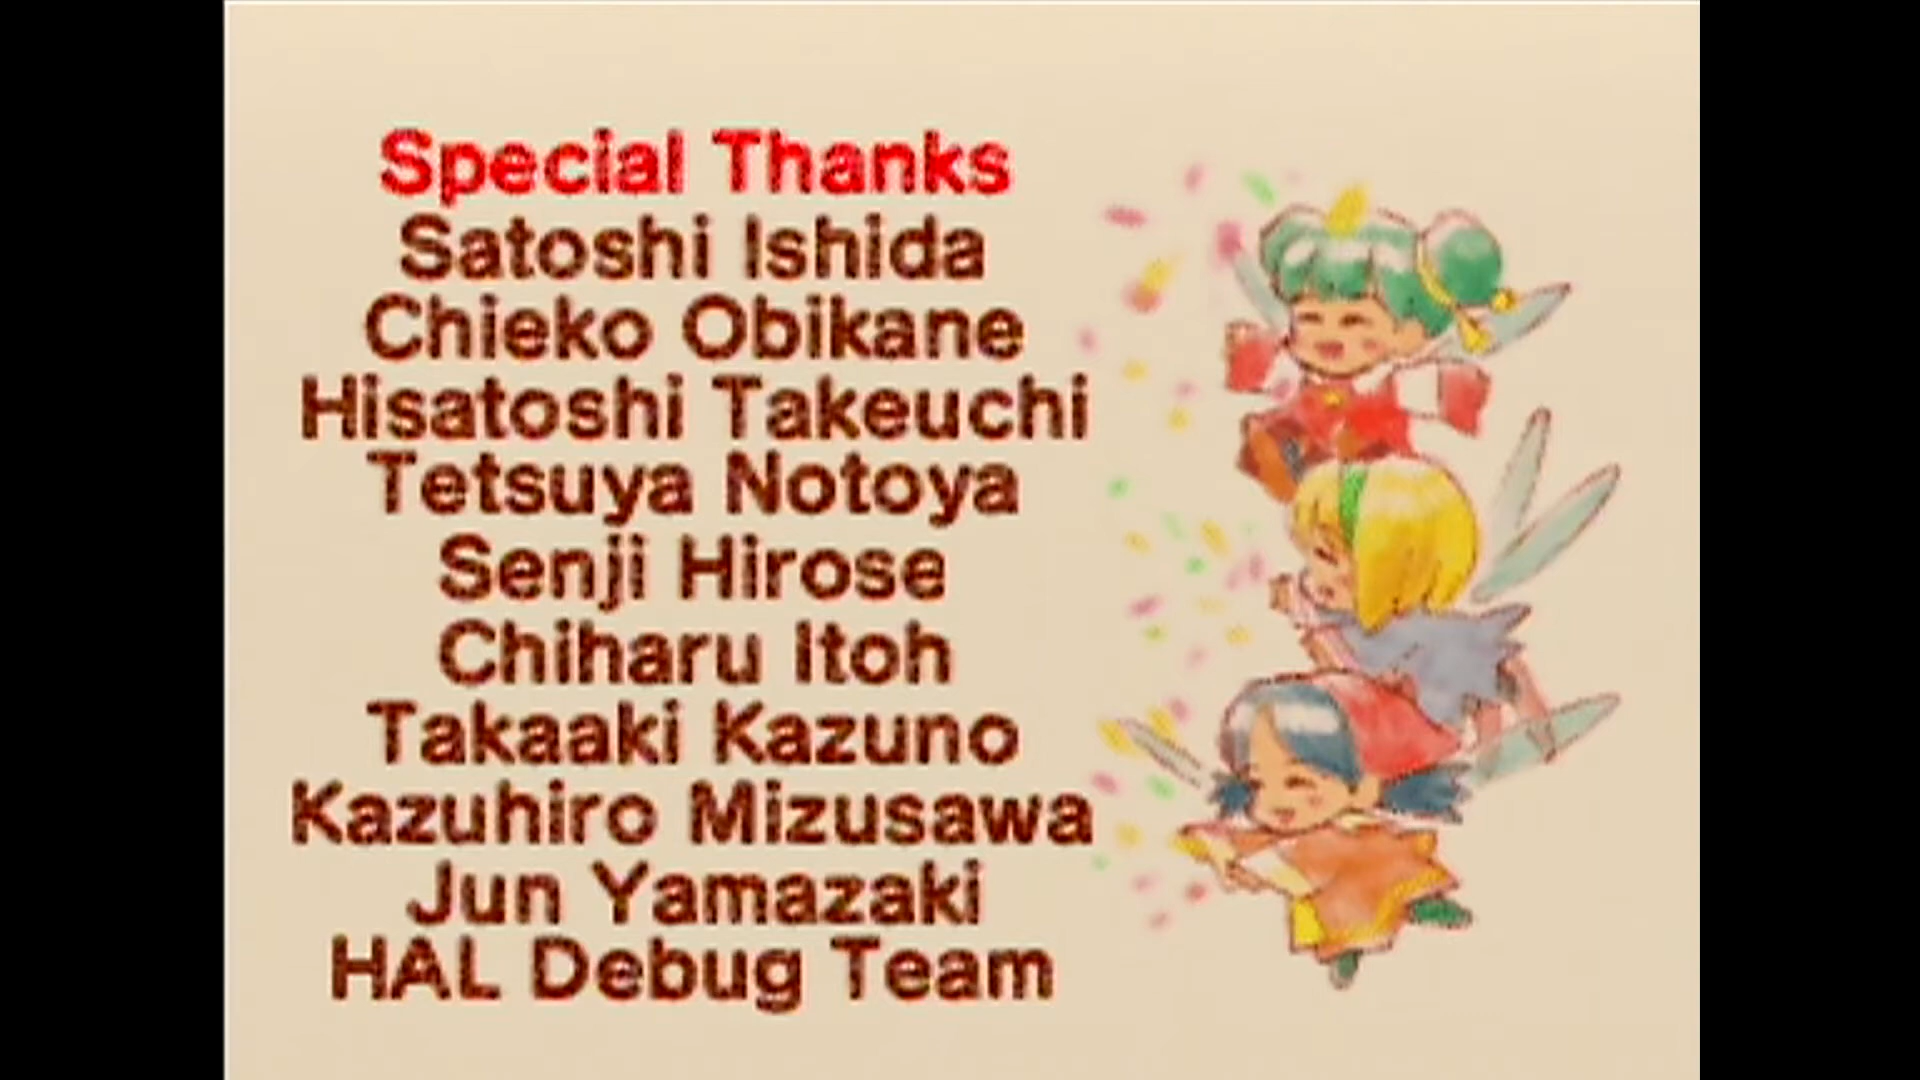 Special Thanks
Satoshi Ishida
Chieko Obikane
Hisatoshi Takeuchi
Tetsuya Notoya
Senji Hirose
Chiharu Itoh
Takaaki Kazuno
Kazuhiro Mizusawa
Jun Yamazaki
HAL Debug Team